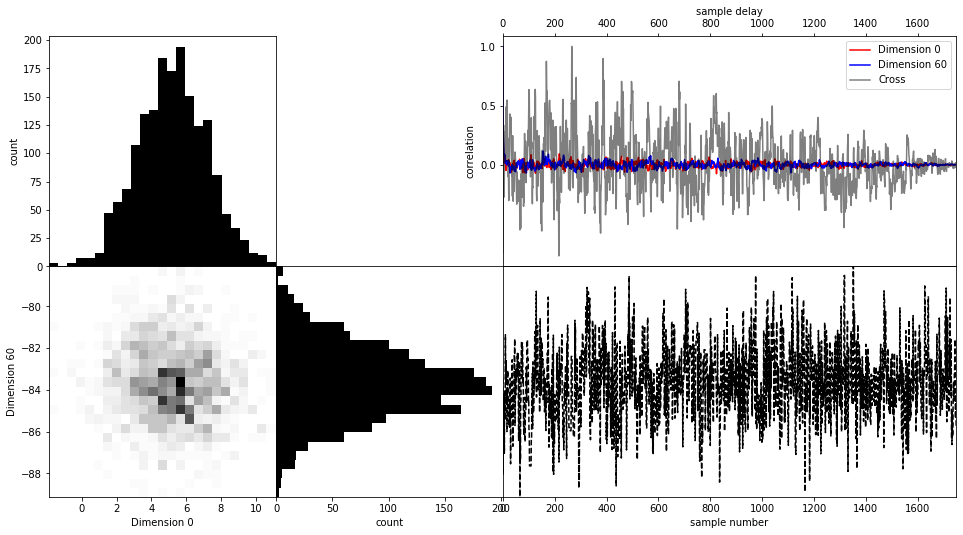 sample delay
0 200 400 600 800 1000 1200 1400 1600
200
175
150
125
100
75
50
25
0
count
1.0
0.5
0.0
correlation
Dimension 0
Dimension 60
Cross
−80
−82
−84
−86
−88
Dimension 60
0 2 4 6 8 10
Dimension 0
0 50 100 150 200
count
0 200 400 600 800 1000 1200 1400 1600
sample number